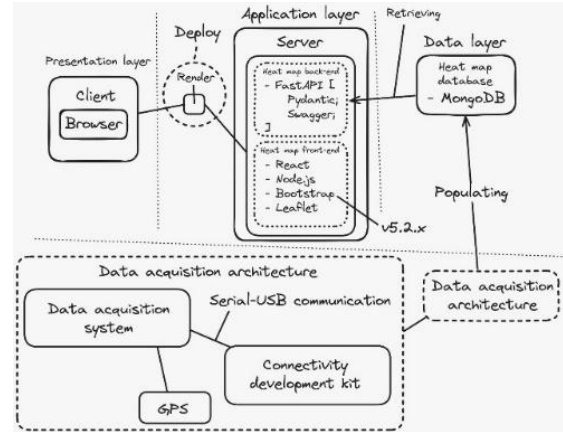 Presentation layer
Client
Browser
Deploy
Render
Application layer
Server
Heat map back-end
- FastAPI [
Pydantic;
Swagger;
]
Heat map front-end
- React
- Node.js
- Bootstrap
- Leaflet
v5.2.x
Retrieving
Data layer
Heat map
database
- MongoDB
Populating
Data acquisition
architecture
Data acquisition architecture
Data acquisition
system
Serial-USB communication
Connectivity
development kit
GPS